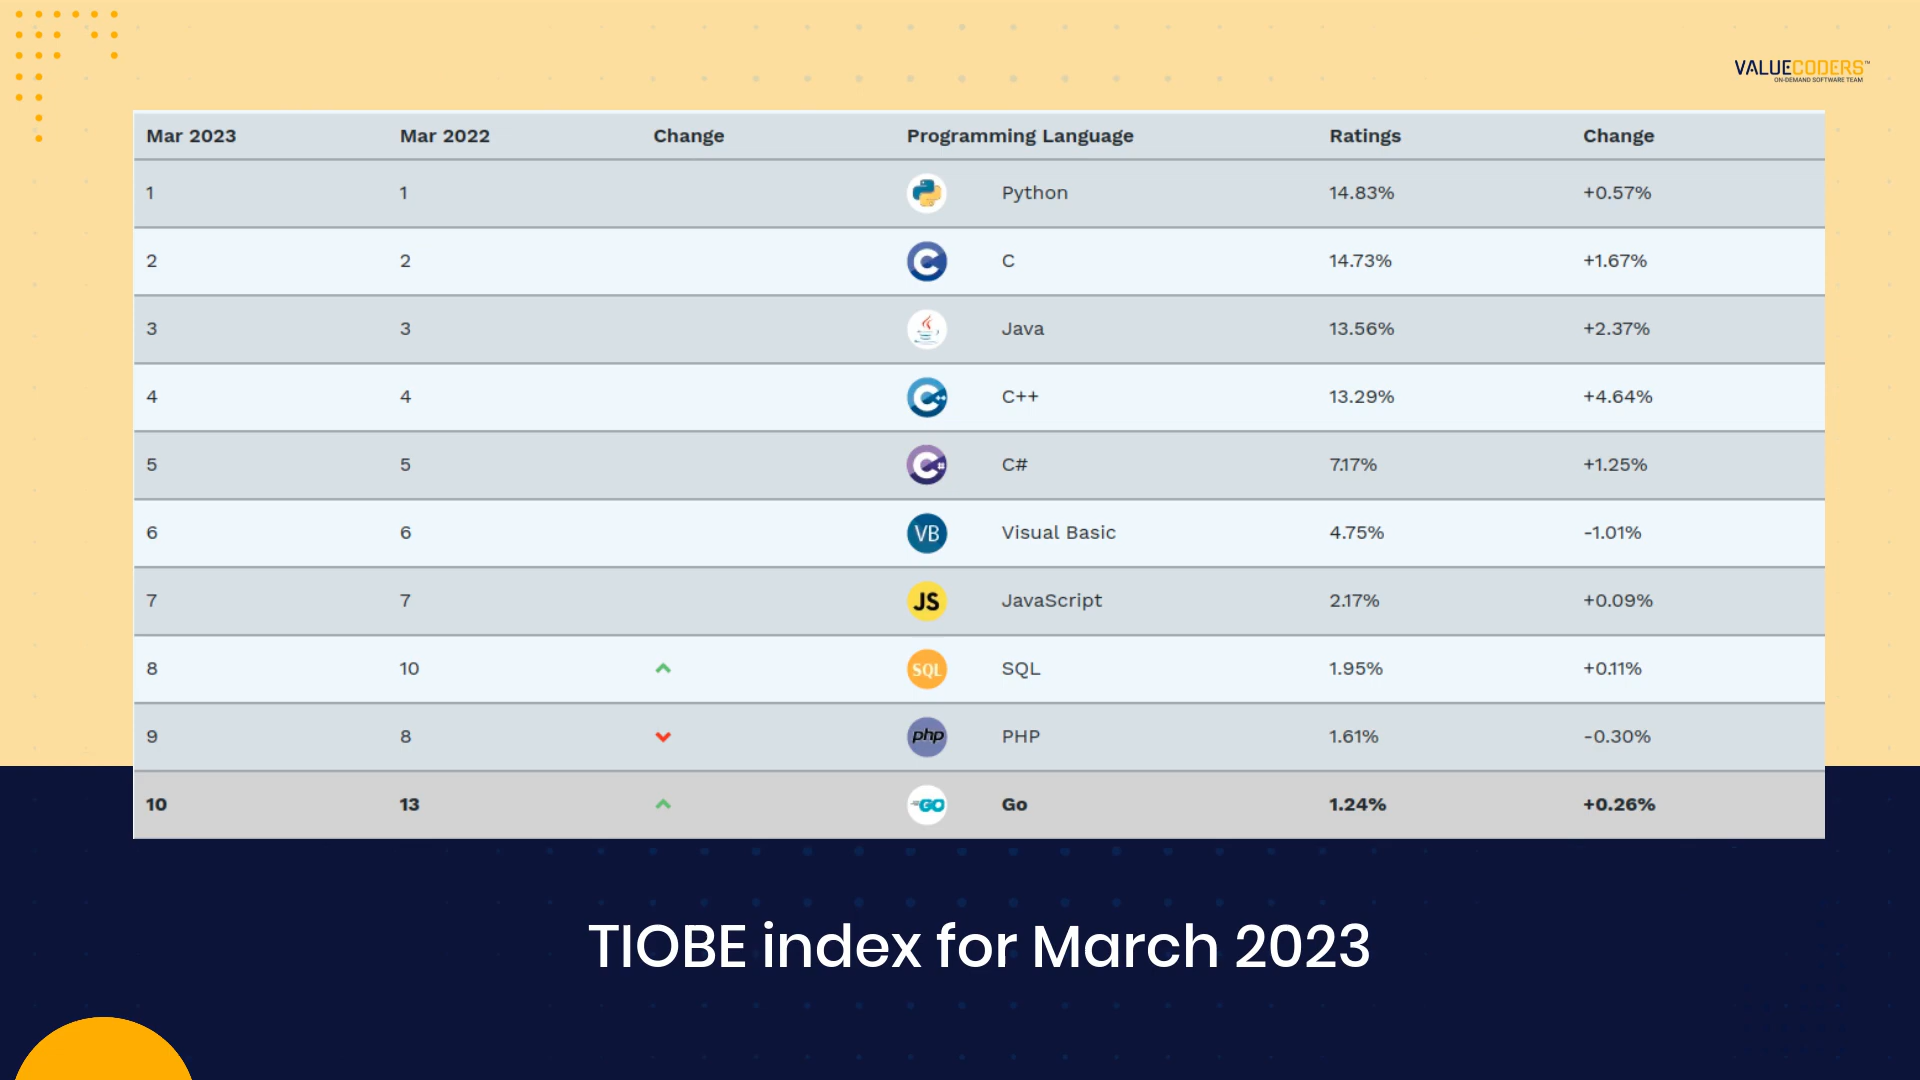 VALUECODERS™
ON-DEMAND SOFTWARE TEAM
Mar 2023 Mar 2022 Change Programming Language Ratings Change
1 1 Python 14.83% +0.57%
2 2 C C 14.73% +1.67%
3 3 Java 13.56% +2.37%
4 4 C++ C++ 13.29% +4.64%
5 5 C# C# 7.17% +1.25%
6 6 VB Visual Basic 4.75% -1.01%
7 7 JS JavaScript 2.17% +0.09%
8 10 SQL SQL 1.95% +0.11%
9 8 php PHP 1.61% -0.30%
10 13 GO Go 1.24% +0.26%
TIOBE index for March 2023